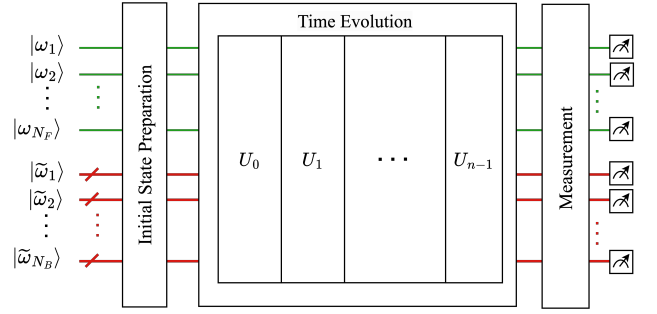 Time Evolution
|ω₁⟩
|ω₂⟩
⋮
|ω_{N_F}⟩
|ω̃₁⟩
|ω̃₂⟩
⋮
|ω̃_{N_B}⟩
Initial State Preparation
U₀
U₁
⋯
U_{n−1}
Measurement